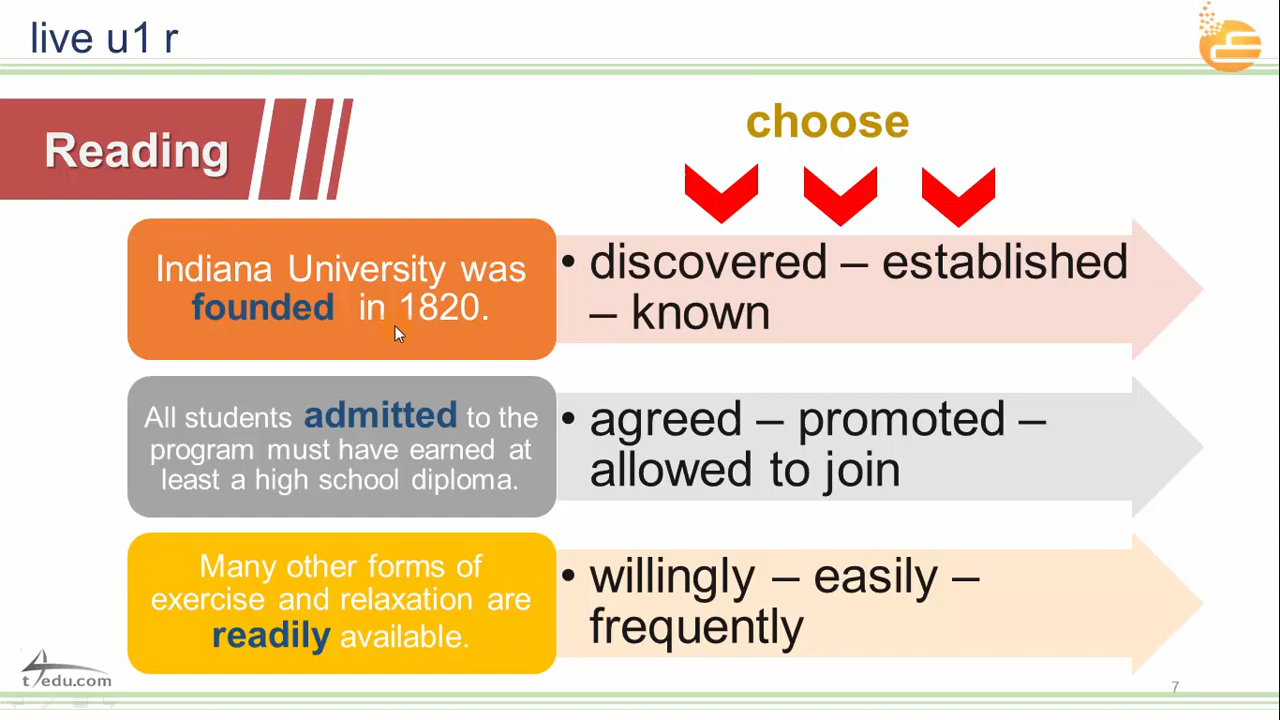 live u1 r
choose
Reading
Indiana University was
founded in 1820.
• discovered – established
– known
All students admitted to the
program must have earned at
least a high school diploma.
• agreed – promoted –
allowed to join
Many other forms of
exercise and relaxation are
readily available.
• willingly – easily –
frequently
t4edu.com
7